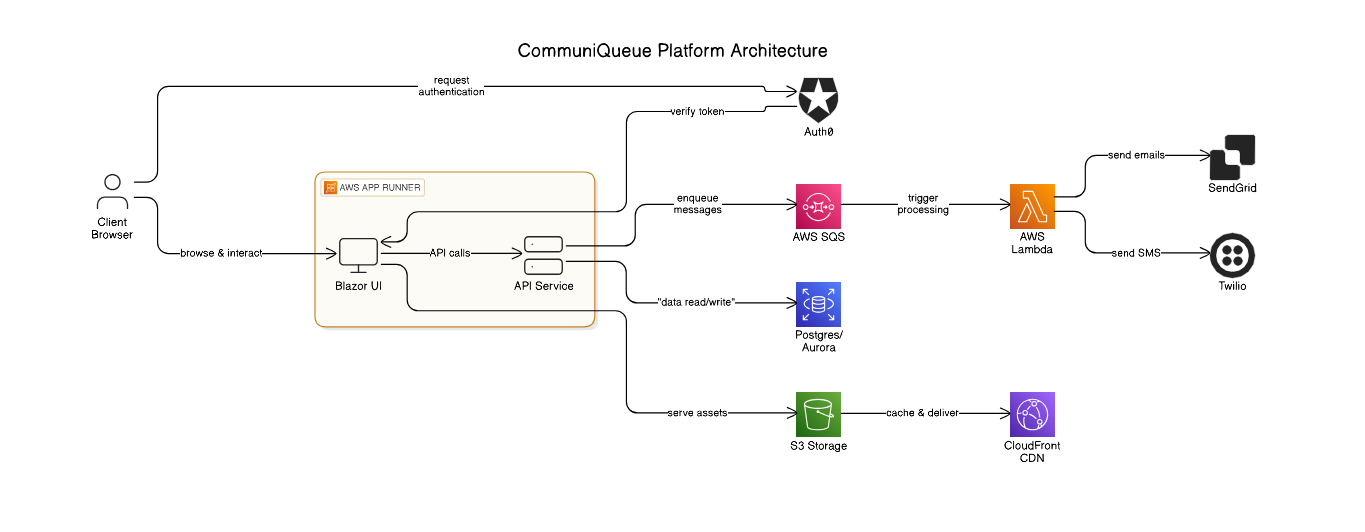 CommuniQueue Platform Architecture
request
authentication
verify token
Auth0
send emails
SendGrid
AWS APP RUNNER
Client
Browser
enqueue
messages
AWS SQS
trigger
processing
AWS
Lambda
browse & interact
API calls
Blazor UI
API Service
send SMS
Twilio
"data read/write"
Postgres/
Aurora
serve assets
S3 Storage
cache & deliver
CloudFront
CDN